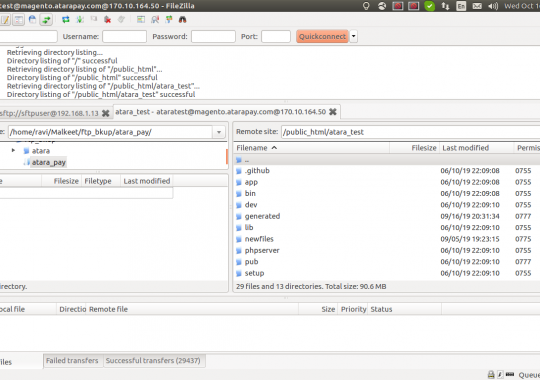 test@magento.atarapay.com@170.10.164.50 - FileZilla
En
Wed Oct 1
Username: Password: Port: Quickconnect
Retrieving directory listing...
Directory listing of "/" successful
Retrieving directory listing of "/public_html"...
Directory listing of "/public_html" successful
Retrieving directory listing of "/public_html/atara_test"...
Directory listing of "/public_html/atara_test" successful
sftp://sftpuser@192.168.1.13
atara_test - ataratest@magento.atarapay.com@170.10.164.50
e: /home/ravi/Malkeet/ftp_bkup/atara_pay/
atara
atara_pay
e Filesize Filetype Last modified
directory.
Remote site: /public_html/atara_test
Filename Filesize Last modified Permis
..
.github 06/10/19 22:09:08 0755
app 06/10/19 22:09:08 0755
bin 06/10/19 22:09:08 0755
dev 06/10/19 22:09:10 0755
generated 09/16/19 20:31:34 0777
lib 06/10/19 22:09:10 0755
newfiles 09/05/19 19:23:15 0775
phpserver 06/10/19 22:09:10 0755
pub 06/10/19 22:09:10 0777
setup 06/10/19 22:09:10 0755
29 files and 13 directories. Total size: 90.6 MB
ocal file Directio Remote file Size Priority Status
files Failed transfers Successful transfers (29437)
Queue